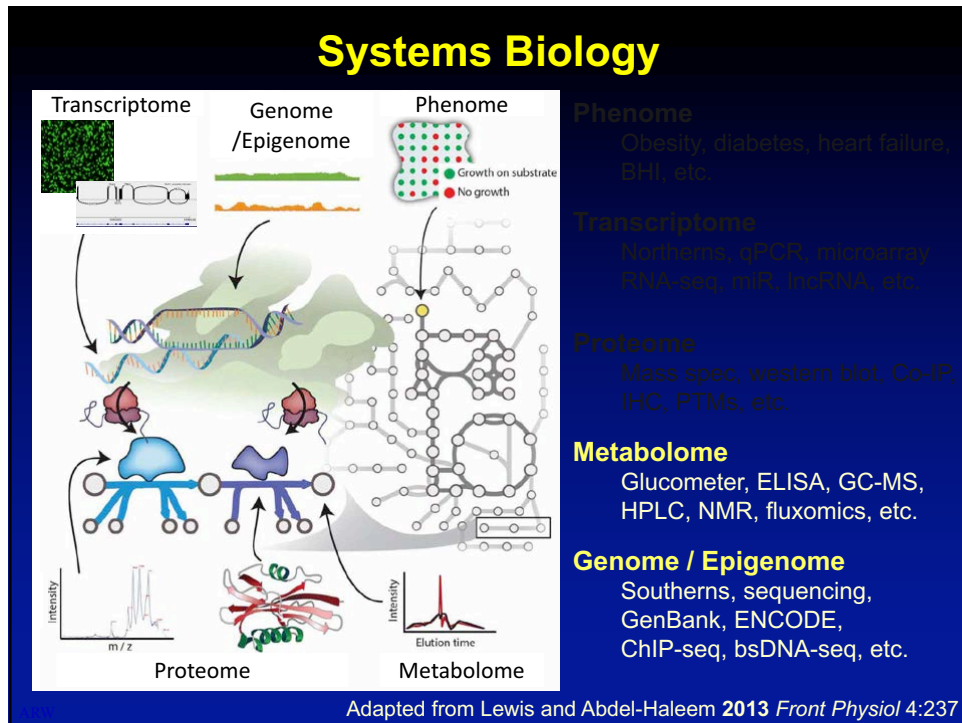 Systems Biology
Transcriptome
Genome
/Epigenome
Phenome
Growth on substrate
No growth
Intensity
m / z
Proteome
Intensity
Elution time
Metabolome
Phenome
Obesity, diabetes, heart failure,
BHI, etc.
Transcriptome
Northerns, qPCR, microarray
RNA-seq, miR, lncRNA, etc.
Proteome
Mass spec, western blot, Co-IP,
IHC, PTMs, etc.
Metabolome
Glucometer, ELISA, GC-MS,
HPLC, NMR, fluxomics, etc.
Genome / Epigenome
Southerns, sequencing,
GenBank, ENCODE,
ChIP-seq, bsDNA-seq, etc.
ARW
Adapted from Lewis and Abdel-Haleem 2013 Front Physiol 4:237